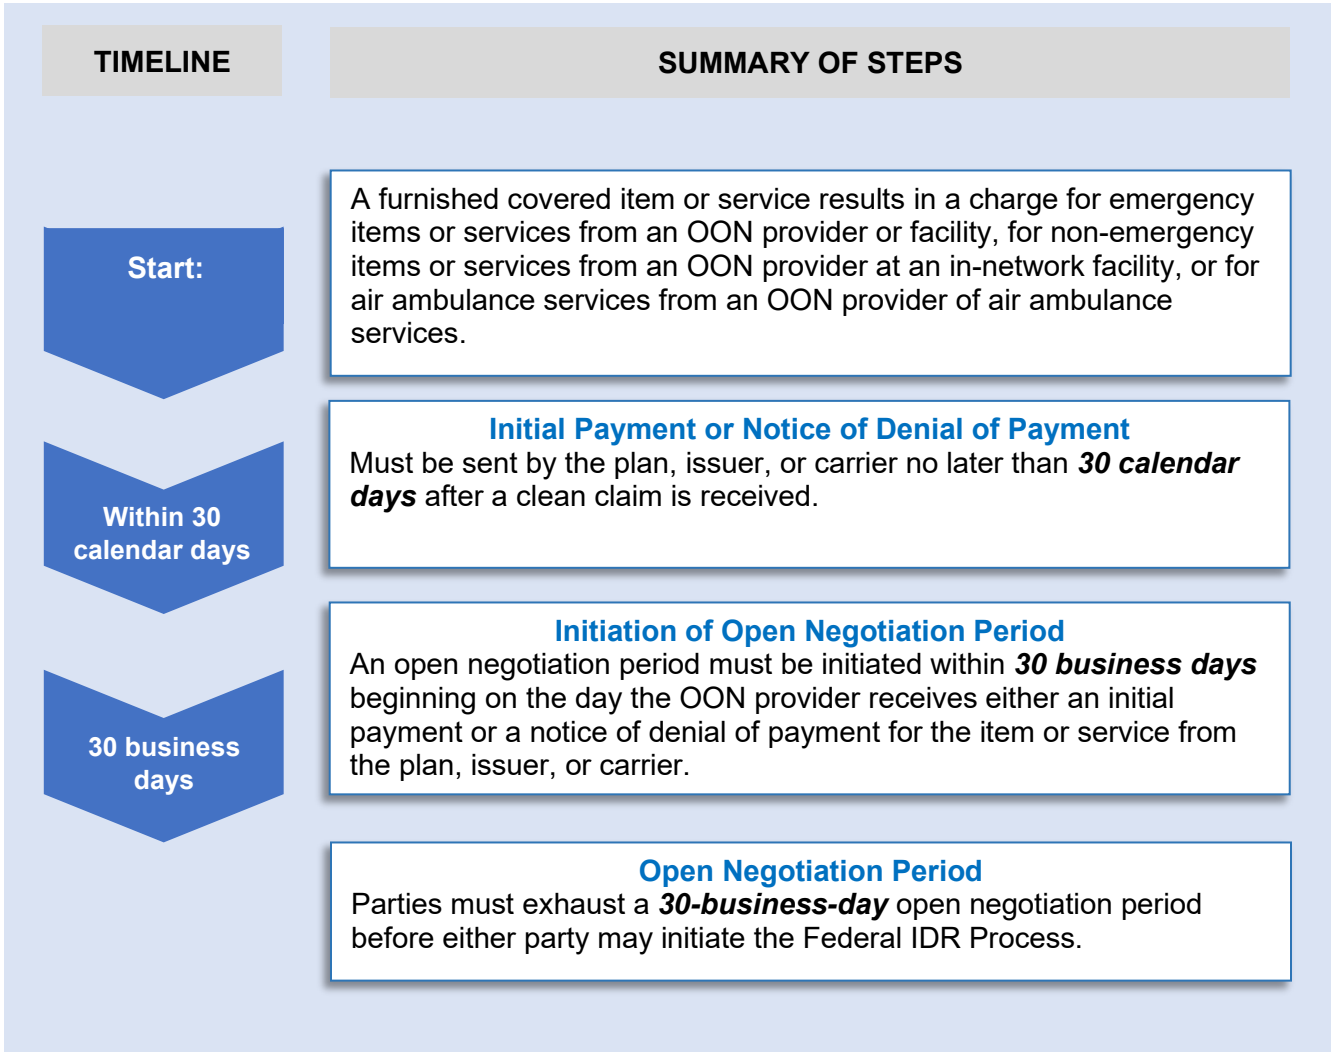 TIMELINE
SUMMARY OF STEPS
Start:
A furnished covered item or service results in a charge for emergency
items or services from an OON provider or facility, for non-emergency
items or services from an OON provider at an in-network facility, or for
air ambulance services from an OON provider of air ambulance
services.
Within 30
calendar days
Initial Payment or Notice of Denial of Payment
Must be sent by the plan, issuer, or carrier no later than 30 calendar
days after a clean claim is received.
30 business
days
Initiation of Open Negotiation Period
An open negotiation period must be initiated within 30 business days
beginning on the day the OON provider receives either an initial
payment or a notice of denial of payment for the item or service from
the plan, issuer, or carrier.
Open Negotiation Period
Parties must exhaust a 30-business-day open negotiation period
before either party may initiate the Federal IDR Process.